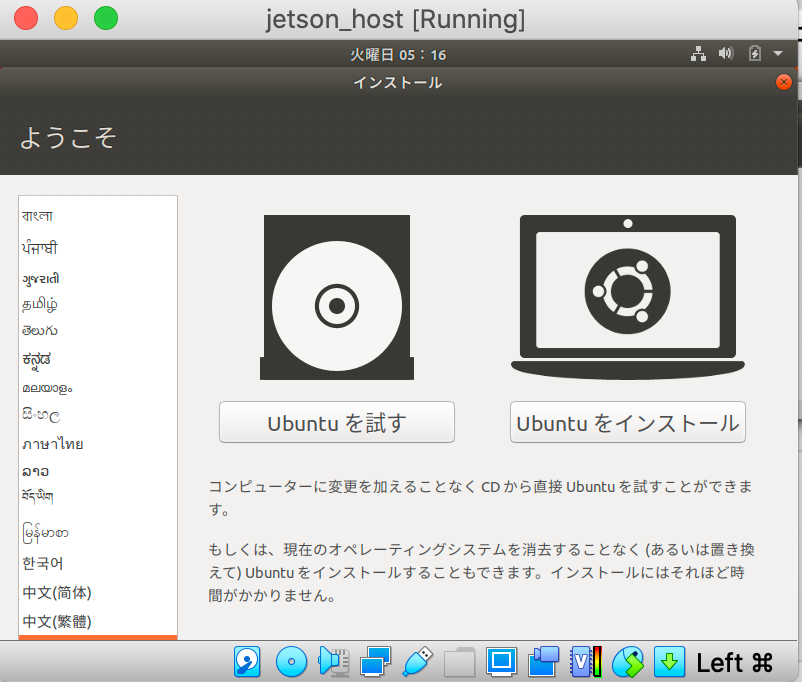 jetson_host [Running]
火曜日 05：16
インストール
ようこそ
বাংলা
ਪੰਜਾਬੀ
ગુજરાતી
தமிழ்
తెలుగు
ಕನ್ನಡ
മലയാളം
සිංහල
ภาษาไทย
ລາວ
བོད་ཡིག
မြန်မာစာ
한국어
中文(简体)
中文(繁體)
Ubuntu を試す
Ubuntu をインストール
コンピューターに変更を加えることなく CD から直接 Ubuntu を試すことができま
す。
もしくは、現在のオペレーティングシステムを消去することなく (あるいは置き換
えて) Ubuntu をインストールすることもできます。インストールにはそれほど時
間がかかりません。
V
Left ⌘